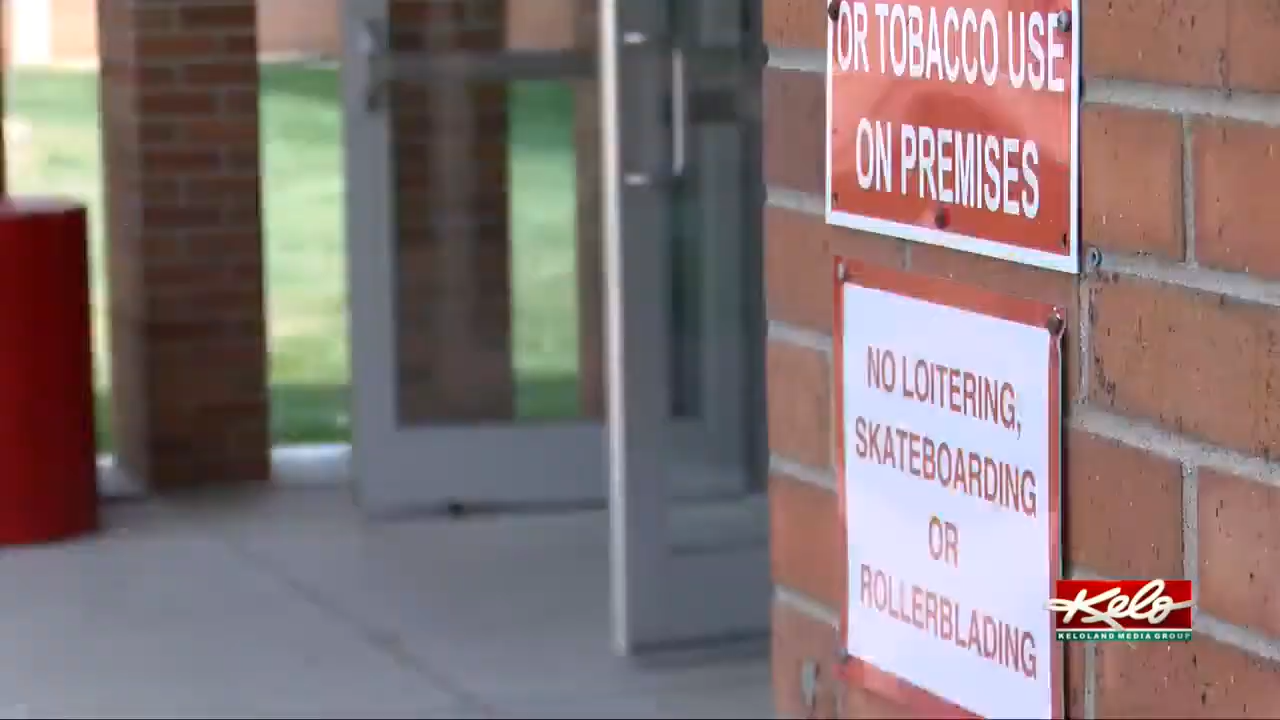 OR TOBACCO USE
ON PREMISES
NO LOITERING,
SKATEBOARDING
OR
ROLLERBLADING
Kelo
KELOLAND MEDIA GROUP